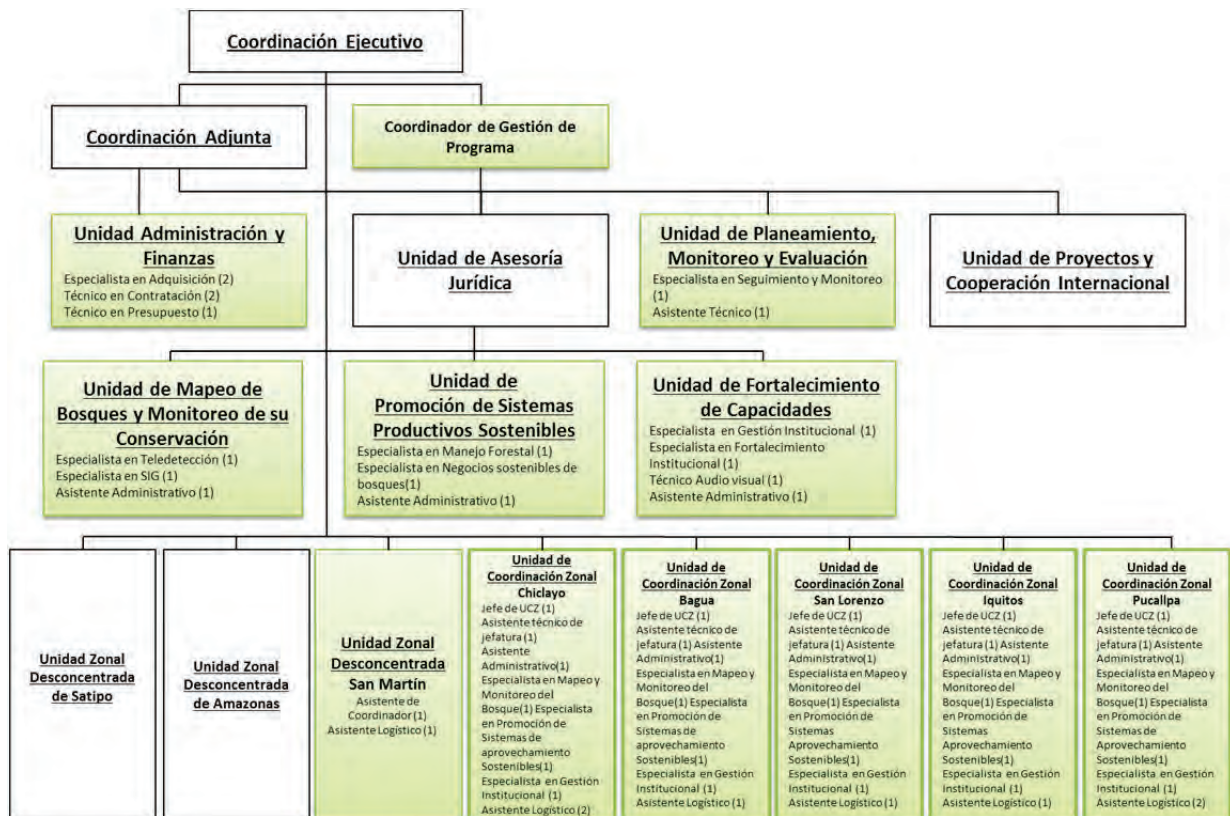 Coordinación Ejecutivo
Coordinación Adjunta
Coordinador de Gestión de
Programa
Unidad Administración y
Finanzas
Especialista en Adquisición (2)
Técnico en Contratación (2)
Técnico en Presupuesto (1)
Unidad de Asesoría
Jurídica
Unidad de Planeamiento,
Monitoreo y Evaluación
Especialista en Seguimiento y Monitoreo
(1)
Asistente Técnico (1)
Unidad de Proyectos y
Cooperación Internacional
Unidad de Mapeo de
Bosques y Monitoreo de su
Conservación
Especialista en Teledetección (1)
Especialista en SIG (1)
Asistente Administrativo (1)
Unidad de
Promoción de Sistemas
Productivos Sostenibles
Especialista en Manejo Forestal (1)
Especialista en Negocios sostenibles de
bosques(1)
Asistente Administrativo (1)
Unidad de Fortalecimiento
de Capacidades
Especialista en Gestión Institucional (1)
Especialista en Fortalecimiento
Institucional (1)
Técnico Audio visual (1)
Asistente Administrativo (1)
Unidad Zonal
Desconcentrada
de Satipo
Unidad Zonal
Desconcentrada
de Amazonas
Unidad Zonal
Desconcentrada
San Martín
Asistente de
Coordinador (1)
Asistente Logístico (1)
Unidad de
Coordinación Zonal
Chiclayo
Jefe de UCZ (1)
Asistente técnico de
jefatura (1)
Asistente
Administrativo(1)
Especialista en Mapeo y
Monitoreo del
Bosque(1) Especialista
en Promoción de
Sistemas de
aprovechamiento
Sostenibles(1)
Especialista en Gestión
Institucional (1)
Asistente Logístico (2)
Unidad de
Coordinación Zonal
Bagua
Jefe de UCZ (1)
Asistente técnico de
jefatura (1) Asistente
Administrativo(1)
Especialista en Mapeo y
Monitoreo del
Bosque(1) Especialista
en Promoción de
Sistemas de
aprovechamiento
Sostenibles(1)
Especialista en Gestión
Institucional (1)
Asistente Logístico (1)
Unidad de
Coordinación Zonal
San Lorenzo
Jefe de UCZ (1)
Asistente técnico de
jefatura (1) Asistente
Administrativo(1)
Especialista en Mapeo y
Monitoreo del
Bosque(1) Especialista
en Promoción de
Sistemas
Aprovechamiento
Sostenibles(1)
Especialista en Gestión
Institucional (1)
Asistente Logístico (1)
Unidad de
Coordinación Zonal
Iquitos
Jefe de UCZ (1)
Asistente técnico de
jefatura (1) Asistente
Administrativo(1)
Especialista en Mapeo y
Monitoreo del
Bosque(1) Especialista
en Promoción de
Sistemas
Aprovechamiento
Sostenibles(1)
Especialista en Gestión
Institucional (1)
Asistente Logístico (1)
Unidad de
Coordinación Zonal
Pucallpa
Jefe de UCZ (1)
Asistente técnico de
jefatura (1) Asistente
Administrativo(1)
Especialista en Mapeo y
Monitoreo del
Bosque(1) Especialista
en Promoción de
Sistemas de
Aprovechamiento
Sostenibles(1)
Especialista en Gestión
Institucional (1)
Asistente Logístico (2)